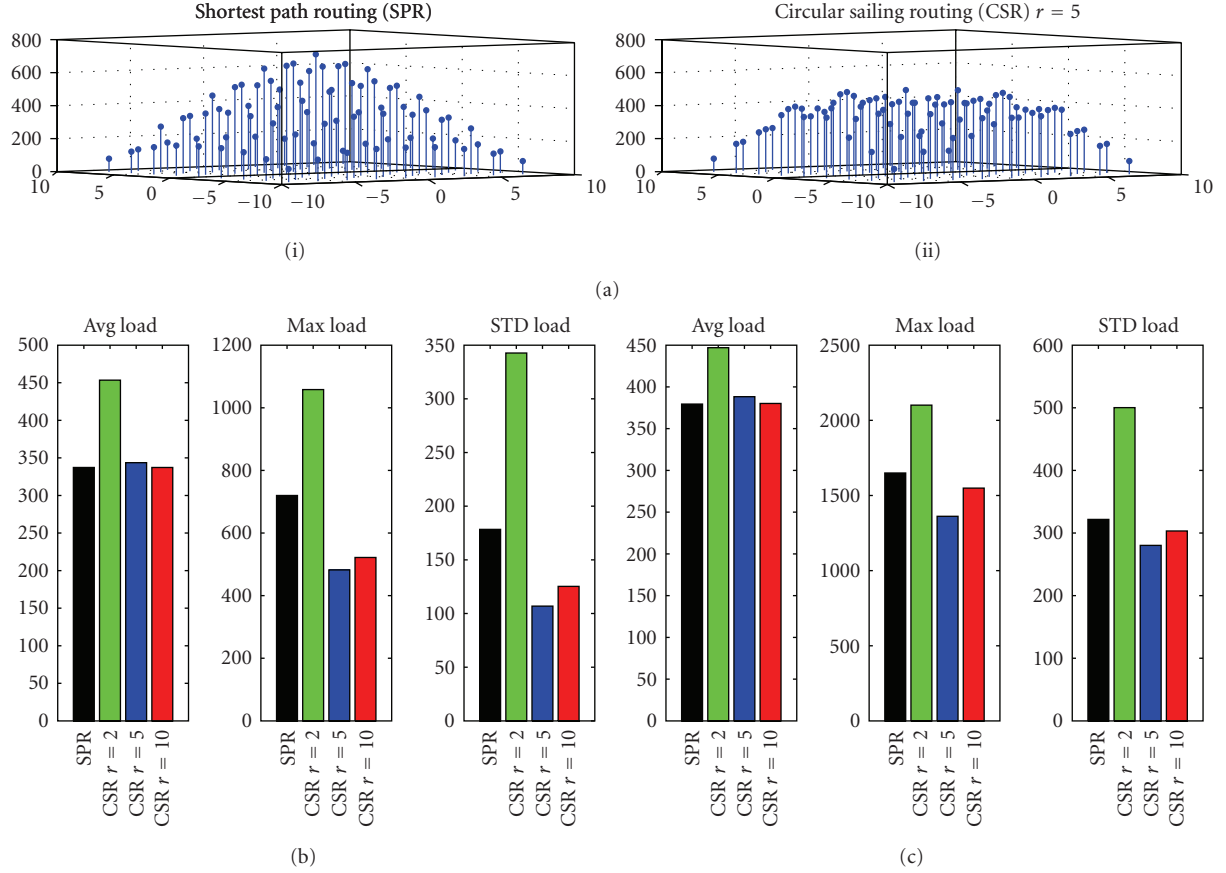 Shortest path routing (SPR)
800
600
400
200
0
10
5
0
−5
−10
−10
−5
0
5
10
(i)
Circular sailing routing (CSR) r = 5
800
600
400
200
0
10
5
0
−5
−10
−10
−5
0
5
10
(ii)
(a)
Avg load
500
450
400
350
300
250
200
150
100
50
0
SPR
CSR r = 2
CSR r = 5
CSR r = 10
Max load
1200
1000
800
600
400
200
0
SPR
CSR r = 2
CSR r = 5
CSR r = 10
STD load
350
300
250
200
150
100
50
0
SPR
CSR r = 2
CSR r = 5
CSR r = 10
(b)
Avg load
450
400
350
300
250
200
150
100
50
0
SPR
CSR r = 2
CSR r = 5
CSR r = 10
Max load
2500
2000
1500
1000
500
0
SPR
CSR r = 2
CSR r = 5
CSR r = 10
STD load
600
500
400
300
200
100
0
SPR
CSR r = 2
CSR r = 5
CSR r = 10
(c)